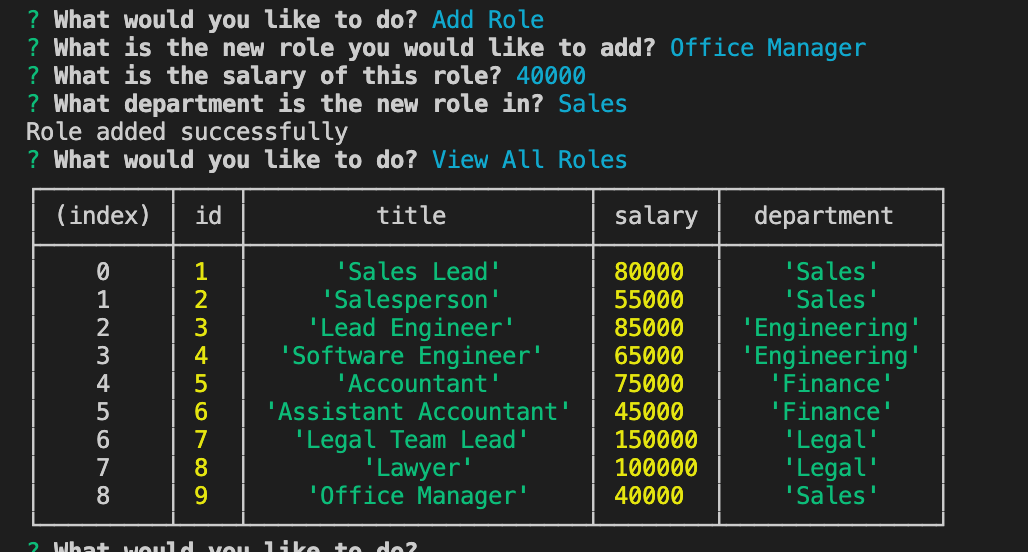 ? What would you like to do? Add Role
? What is the new role you would like to add? Office Manager
? What is the salary of this role? 40000
? What department is the new role in? Sales
Role added successfully
? What would you like to do? View All Roles
(index) id title salary department
0 1 'Sales Lead' 80000 'Sales'
1 2 'Salesperson' 55000 'Sales'
2 3 'Lead Engineer' 85000 'Engineering'
3 4 'Software Engineer' 65000 'Engineering'
4 5 'Accountant' 75000 'Finance'
5 6 'Assistant Accountant' 45000 'Finance'
6 7 'Legal Team Lead' 150000 'Legal'
7 8 'Lawyer' 100000 'Legal'
8 9 'Office Manager' 40000 'Sales'
? What would you like to do?